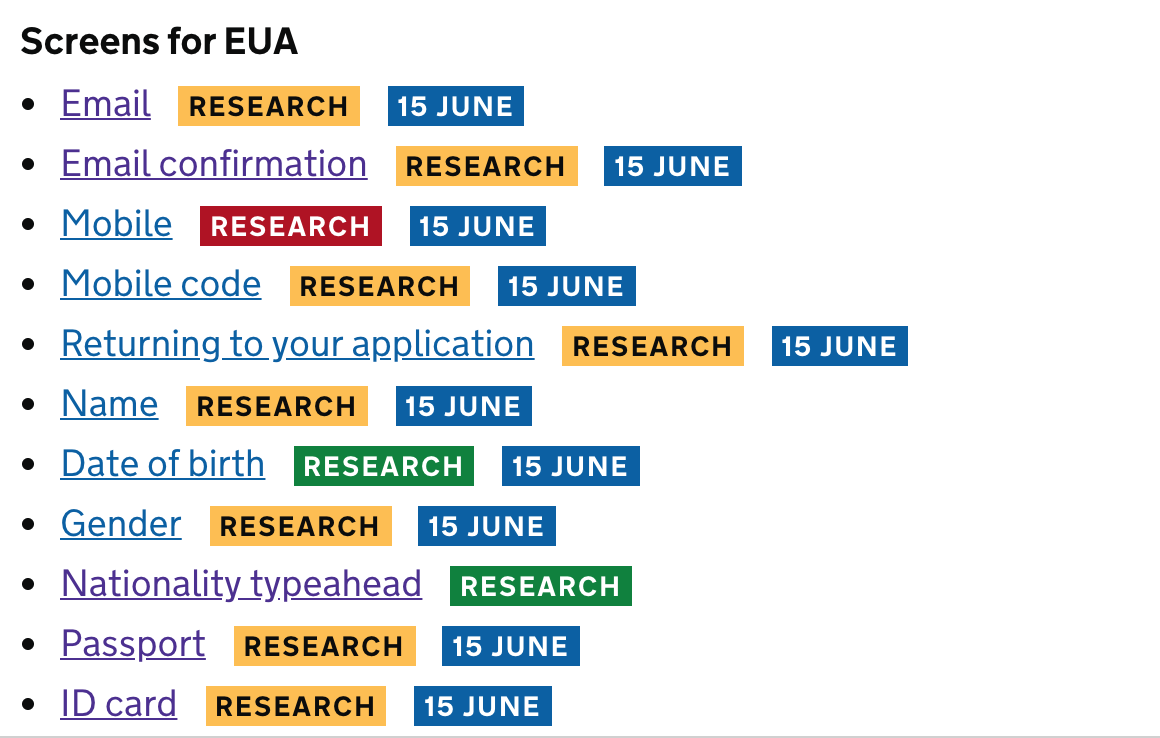 Screens for EUA
• Email RESEARCH 15 JUNE
• Email confirmation RESEARCH 15 JUNE
• Mobile RESEARCH 15 JUNE
• Mobile code RESEARCH 15 JUNE
• Returning to your application RESEARCH 15 JUNE
• Name RESEARCH 15 JUNE
• Date of birth RESEARCH 15 JUNE
• Gender RESEARCH 15 JUNE
• Nationality typeahead RESEARCH
• Passport RESEARCH 15 JUNE
• ID card RESEARCH 15 JUNE